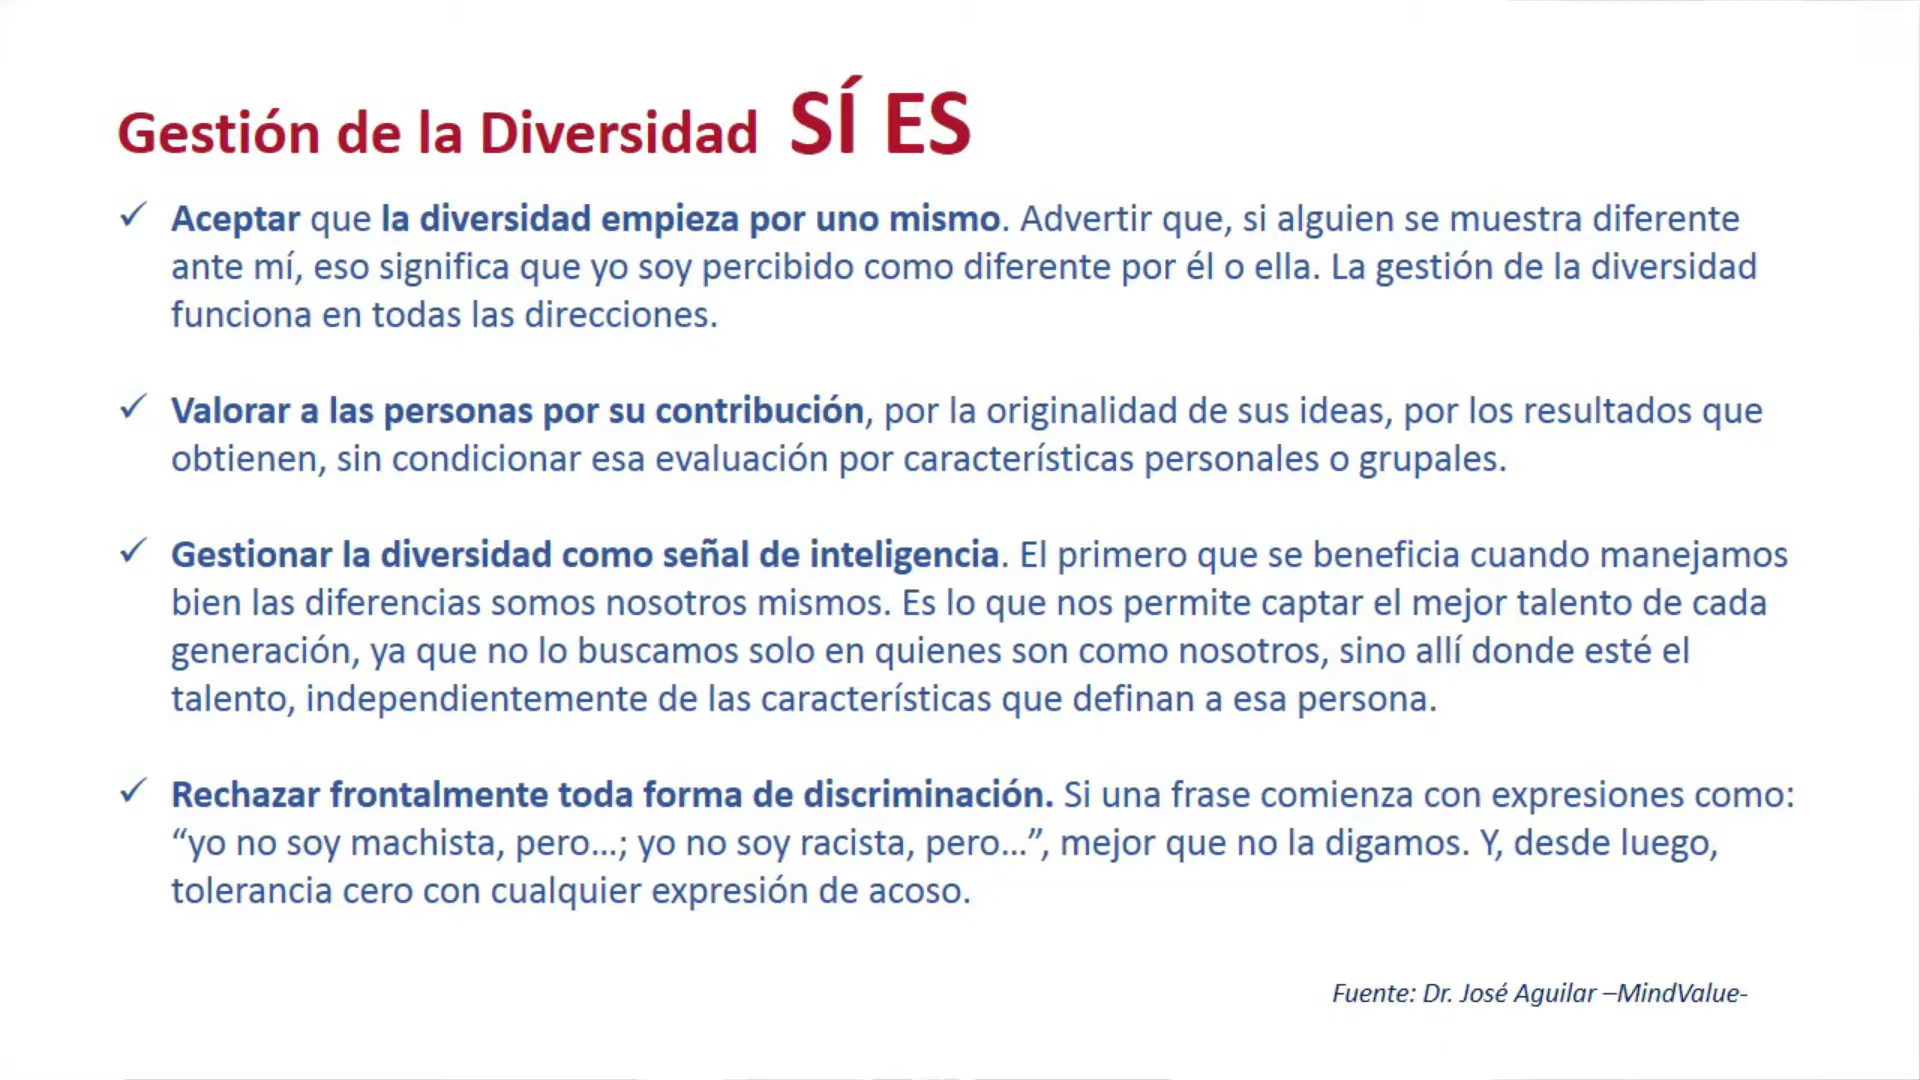 Gestión de la Diversidad SÍ ES
✓ Aceptar que la diversidad empieza por uno mismo. Advertir que, si alguien se muestra diferente
ante mí, eso significa que yo soy percibido como diferente por él o ella. La gestión de la diversidad
funciona en todas las direcciones.
✓ Valorar a las personas por su contribución, por la originalidad de sus ideas, por los resultados que
obtienen, sin condicionar esa evaluación por características personales o grupales.
✓ Gestionar la diversidad como señal de inteligencia. El primero que se beneficia cuando manejamos
bien las diferencias somos nosotros mismos. Es lo que nos permite captar el mejor talento de cada
generación, ya que no lo buscamos solo en quienes son como nosotros, sino allí donde esté el
talento, independientemente de las características que definan a esa persona.
✓ Rechazar frontalmente toda forma de discriminación. Si una frase comienza con expresiones como:
“yo no soy machista, pero...; yo no soy racista, pero...”, mejor que no la digamos. Y, desde luego,
tolerancia cero con cualquier expresión de acoso.
Fuente: Dr. José Aguilar –MindValue-